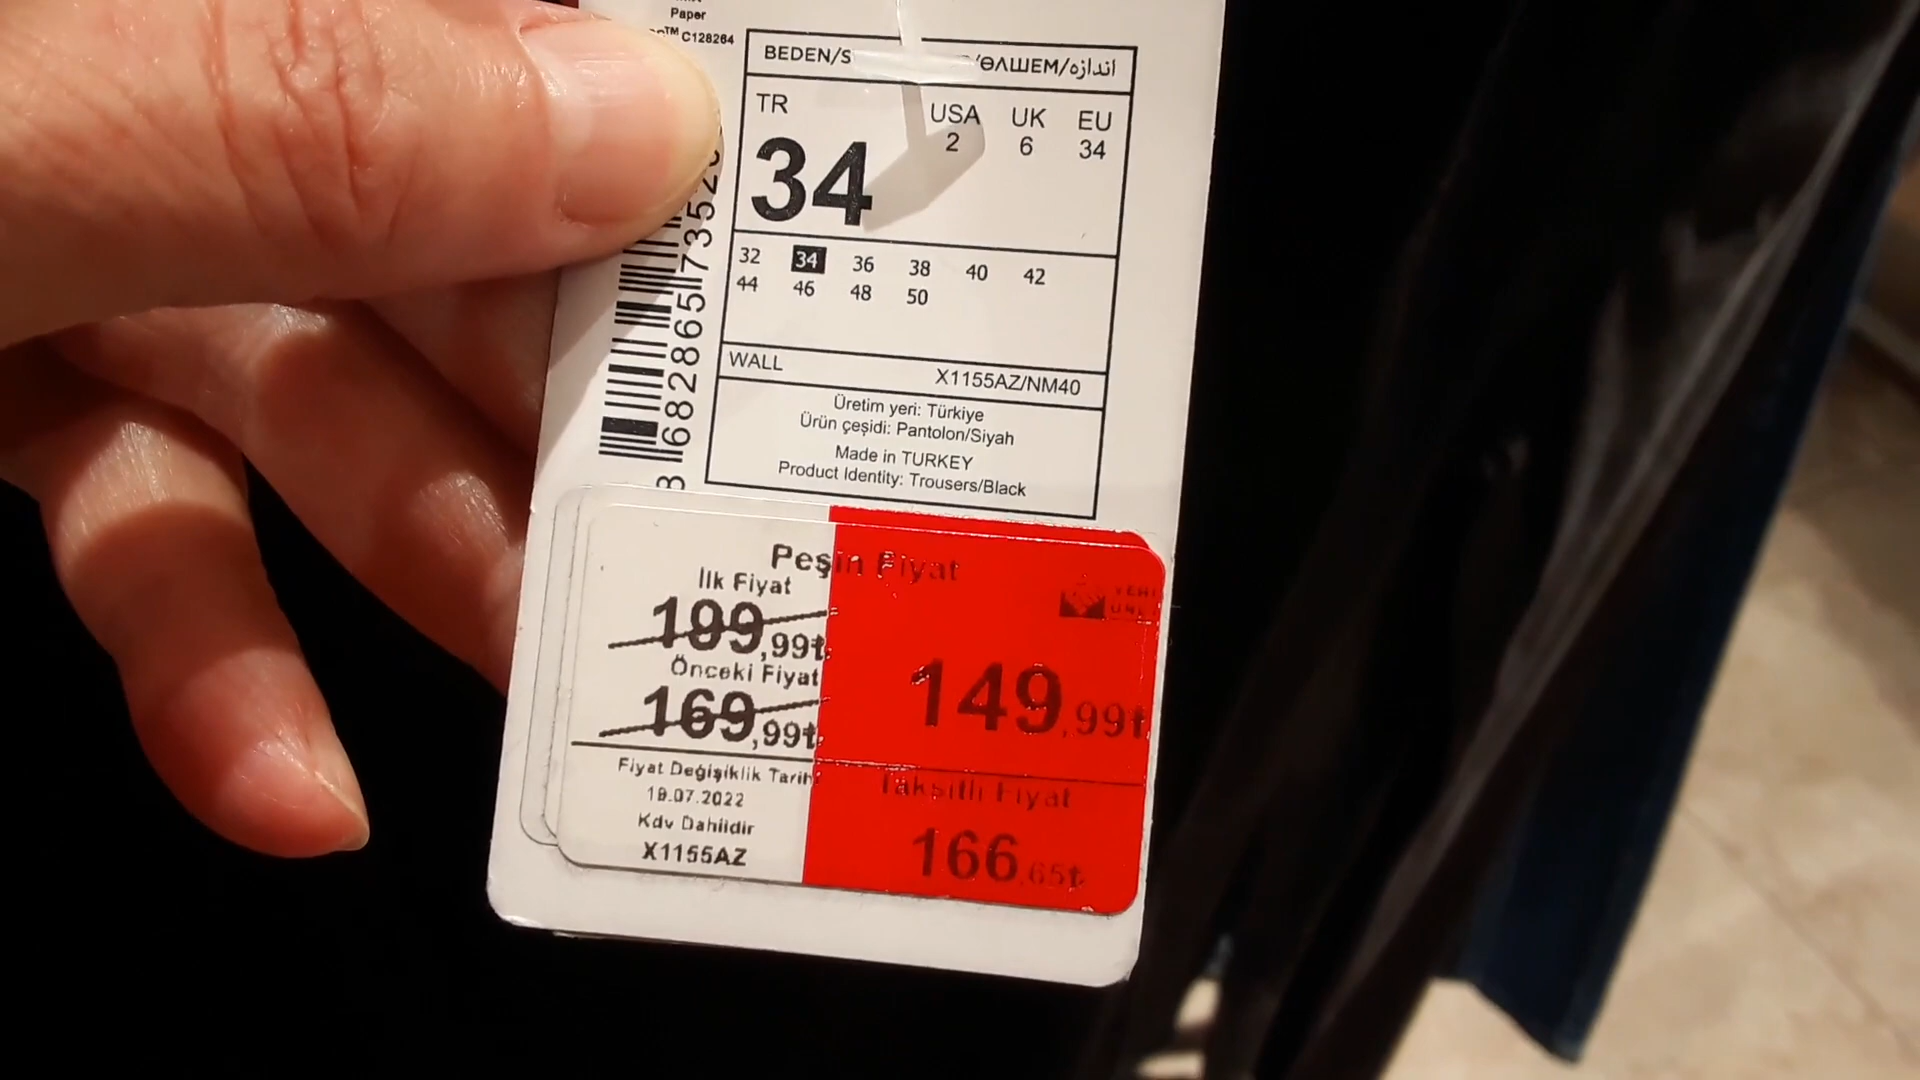 Paper
C128264
BEDEN/S /ӨЛШЕМ/اندازه
TR USA UK EU
34 2 6 34
32 34 36 38 40 42
44 46 48 50
WALL X1155AZ/NM40
Üretim yeri: Türkiye
Ürün çeşidi: Pantolon/Siyah
Made in TURKEY
Product Identity: Trousers/Black
8 682865 73520
Peşin Fiyat
İlk Fiyat
199,99₺
Önceki Fiyat
169,99₺
149,99₺
Fiyat Değişiklik Tarihi
19.07.2022
Kdv Dahildir
X1155AZ
Taksitli Fiyat
166,65₺